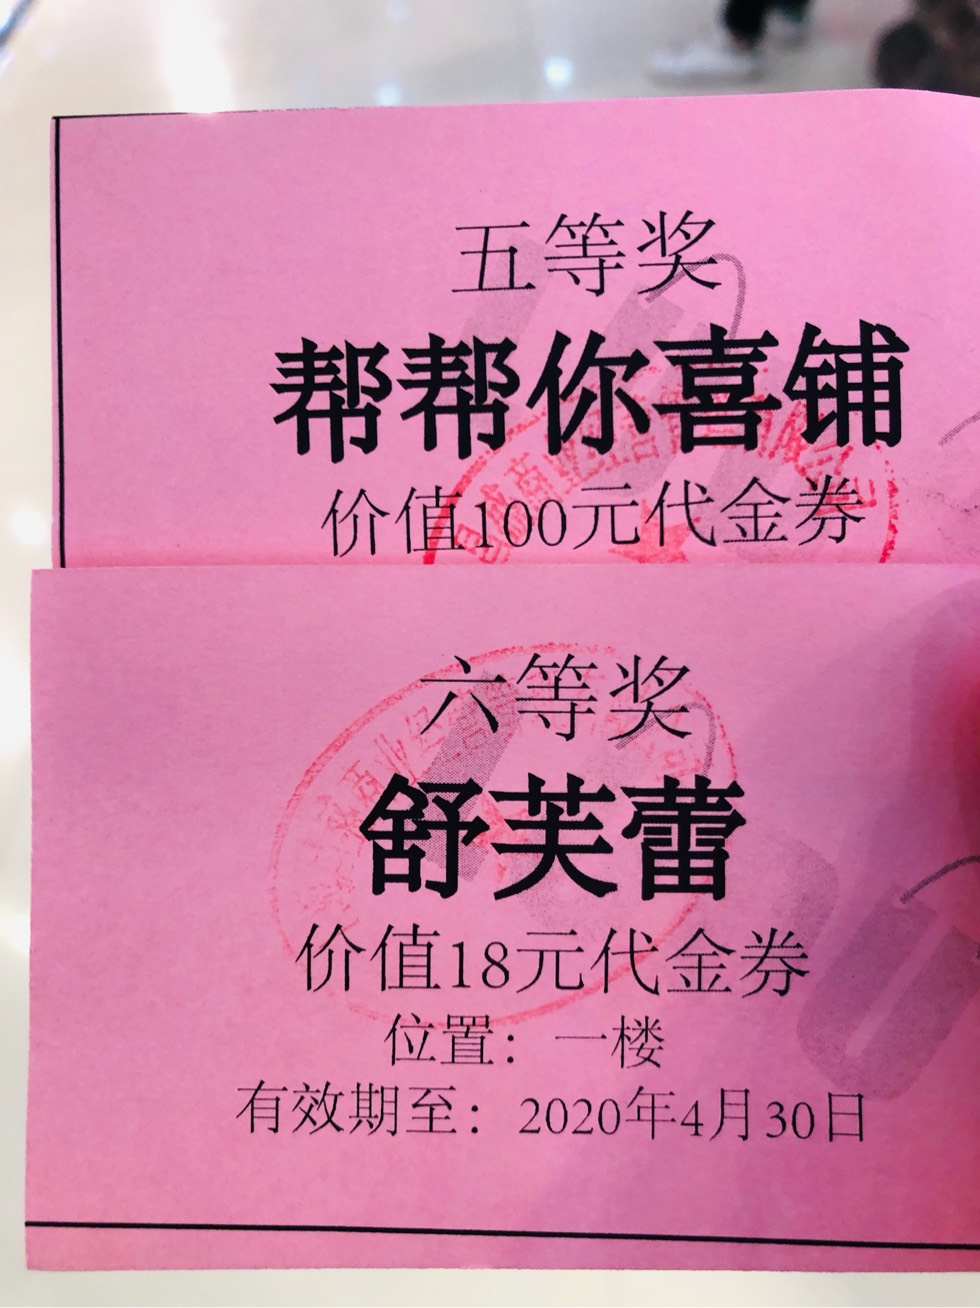 五等奖
帮帮你喜铺
价值100元代金券
六等奖
舒芙蕾
价值18元代金券
位置：一楼
有效期至：2020年4月30日